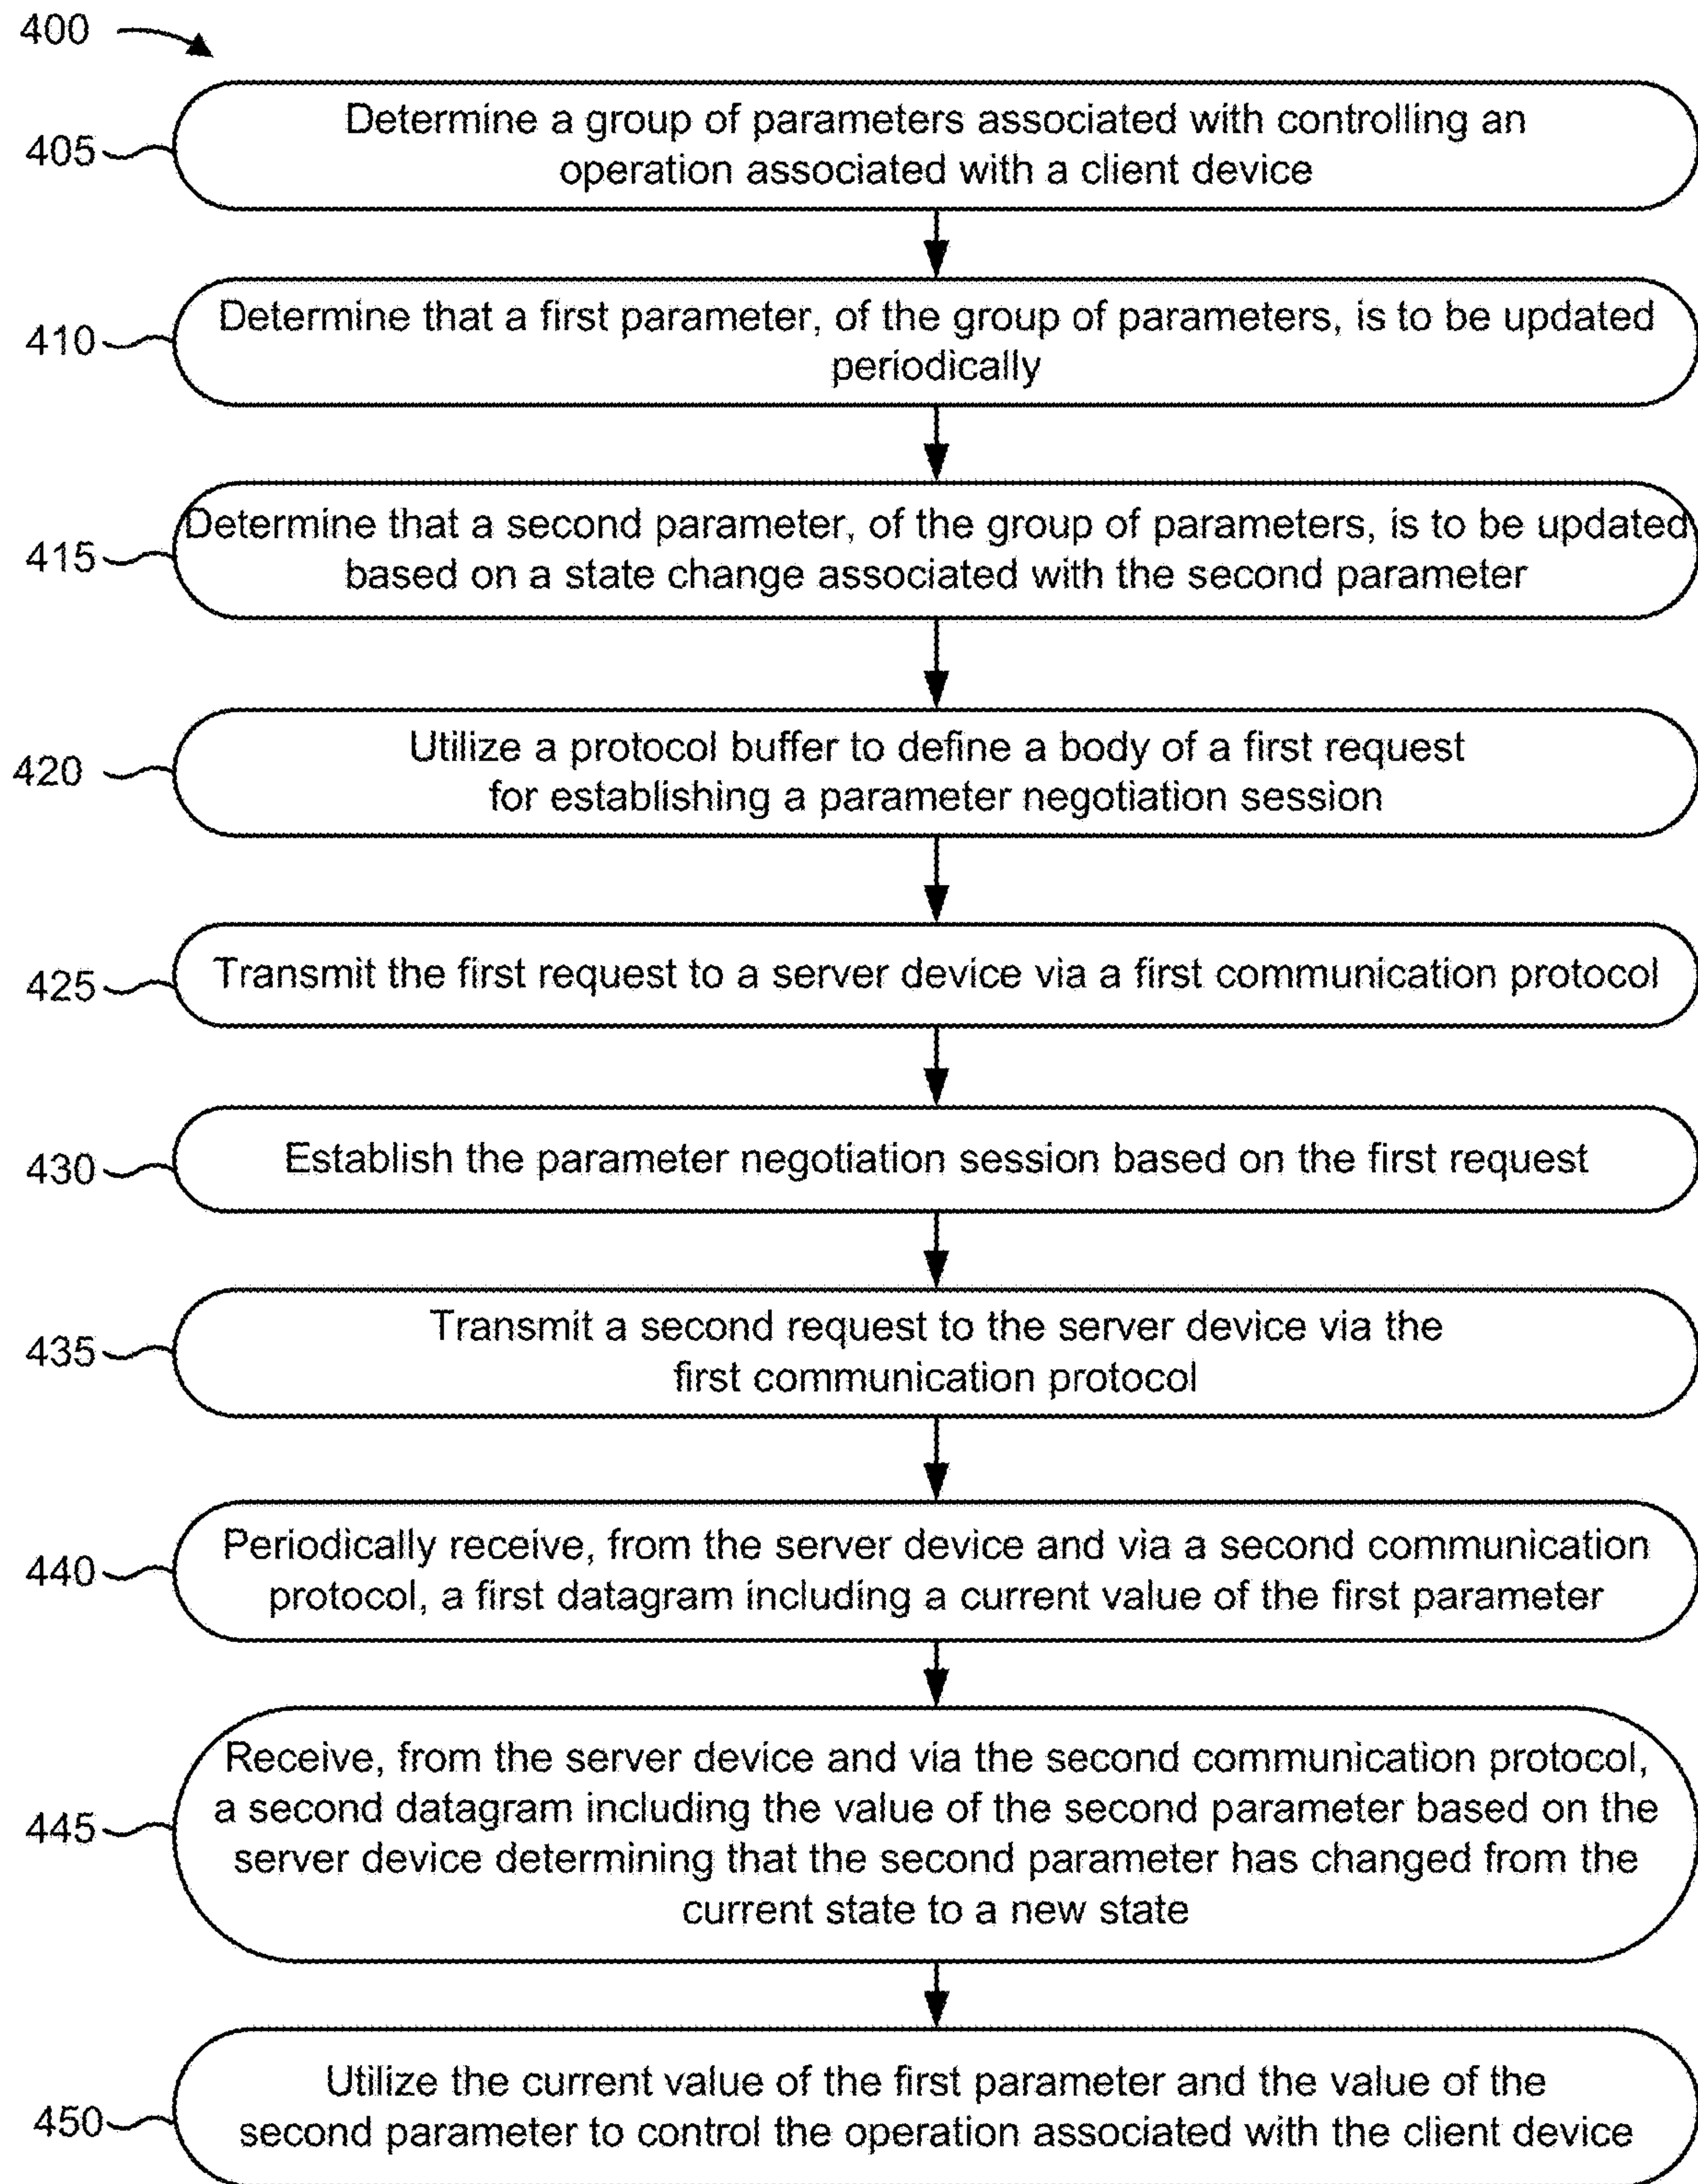 400
405
Determine a group of parameters associated with controlling an
operation associated with a client device
410
Determine that a first parameter, of the group of parameters, is to be updated
periodically
415
Determine that a second parameter, of the group of parameters, is to be updated
based on a state change associated with the second parameter
420
Utilize a protocol buffer to define a body of a first request
for establishing a parameter negotiation session
425
Transmit the first request to a server device via a first communication protocol
430
Establish the parameter negotiation session based on the first request
435
Transmit a second request to the server device via the
first communication protocol
440
Periodically receive, from the server device and via a second communication
protocol, a first datagram including a current value of the first parameter
445
Receive, from the server device and via the second communication protocol,
a second datagram including the value of the second parameter based on the
server device determining that the second parameter has changed from the
current state to a new state
450
Utilize the current value of the first parameter and the value of the
second parameter to control the operation associated with the client device